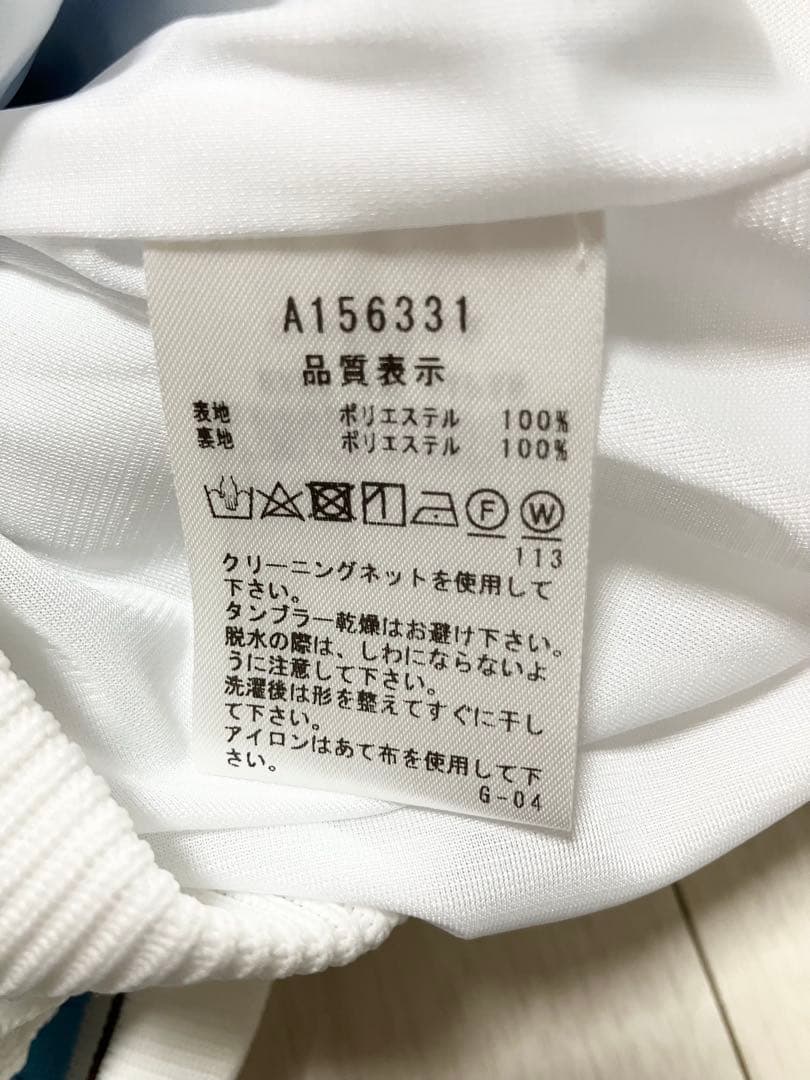 A156331
品質表示
表地 ポリエステル 100%
裏地 ポリエステル 100%
F W
113
クリーニングネットを使用して
下さい。
タンブラー乾燥はお避け下さい。
脱水の際は、しわにならないよ
うに注意して下さい。
洗濯後は形を整えてすぐに干し
て下さい。
アイロンはあて布を使用して下
さい。
G-04